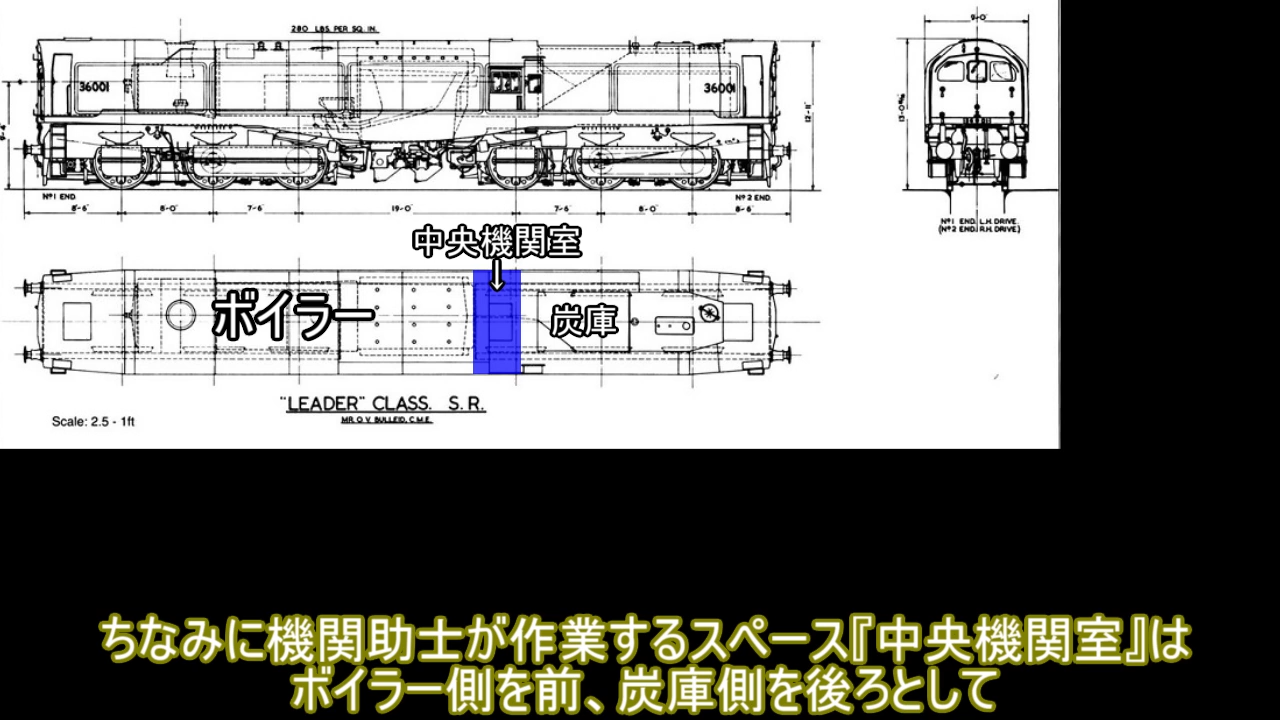 280 LBS. PER SQ. IN.
36001
36001
12'-11"
Nº1 END.
Nº2 END.
8'-6"
8'-0"
7'-6"
19'-0"
7'-6"
8'-0"
8'-6"
9'-0"
Nº1 END. L.H. DRIVE.
(Nº2 END. R.H. DRIVE.)
中央機関室
↓
ボイラー
炭庫
"LEADER" CLASS. S.R.
MR. O. V. BULLEID, C.M.E.
Scale: 2.5 - 1ft
ちなみに機関助士が作業するスペース『中央機関室』は
ボイラー側を前、炭庫側を後ろとして